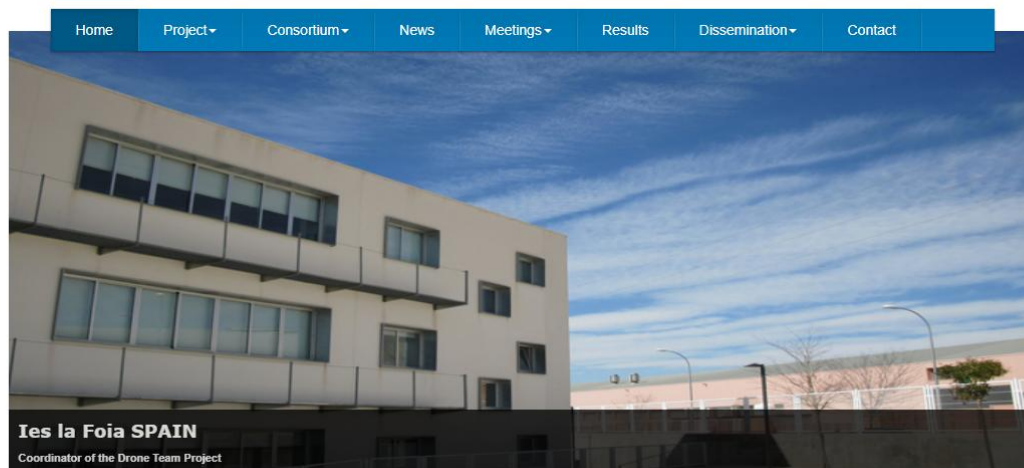 Home Project Consortium News Meetings Results Dissemination Contact
Ies la Foia SPAIN
Coordinator of the Drone Team Project